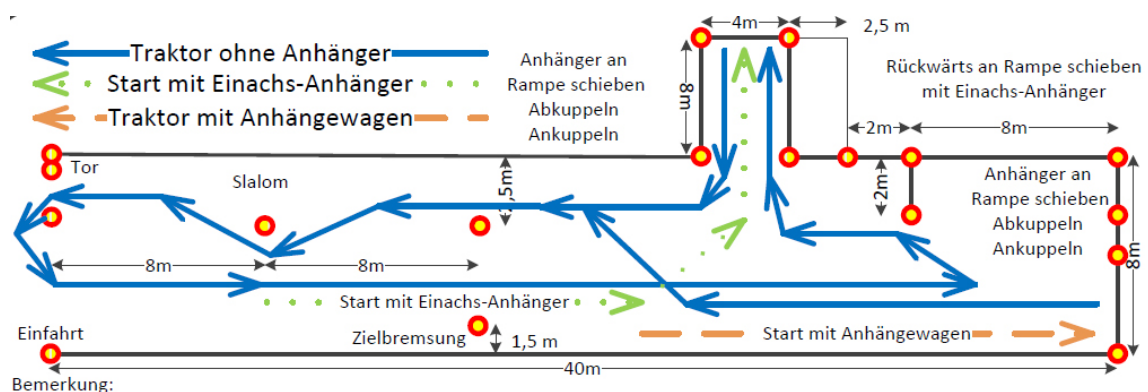 4m
2,5 m
Traktor ohne Anhänger
Start mit Einachs-Anhänger
Traktor mit Anhängewagen
Anhänger an
Rampe schieben
Abkuppeln
Ankuppeln
8m
Rückwärts an Rampe schieben
mit Einachs-Anhänger
2m
8m
Tor
Slalom
2,5m
2m
Anhänger an
Rampe schieben
Abkuppeln
Ankuppeln
8m
8m
8m
Start mit Einachs-Anhänger
Einfahrt
Zielbremsung
1,5 m
Start mit Anhängewagen
40m
Bemerkung: